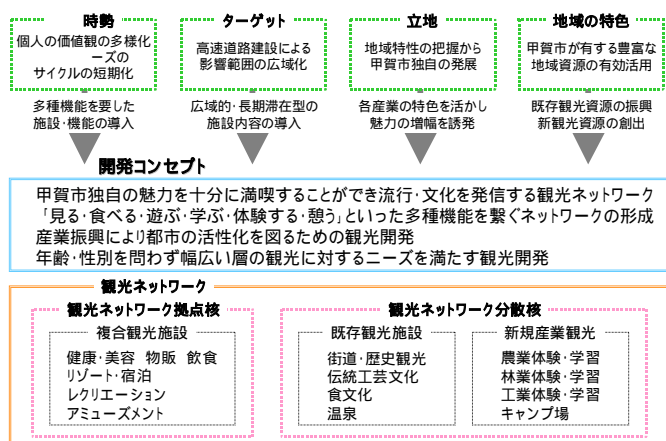 時勢
個人の価値観の多様化
ーズの
サイクルの短期化
多種機能を要した
施設・機能の導入
ターゲット
高速道路建設による
影響範囲の広域化
広域的・長期滞在型の
施設内容の導入
立地
地域特性の把握から
甲賀市独自の発展
各産業の特色を活かし
魅力の増幅を誘発
地域の特色
甲賀市が有する豊富な
地域資源の有効活用
既存観光資源の振興
新観光資源の創出
開発コンセプト
甲賀市独自の魅力を十分に満喫することができ流行・文化を発信する観光ネットワーク
「見る・食べる・遊ぶ・学ぶ・体験する・憩う」といった多種機能を繋ぐネットワークの形成
産業振興により都市の活性化を図るための観光開発
年齢・性別を問わず幅広い層の観光に対するニーズを満たす観光開発
観光ネットワーク
観光ネットワーク拠点核
複合観光施設
健康・美容 物販 飲食
リゾート・宿泊
レクリエーション
アミューズメント
観光ネットワーク分散核
既存観光施設
街道・歴史観光
伝統工芸文化
食文化
温泉
新規産業観光
農業体験・学習
林業体験・学習
工業体験・学習
キャンプ場